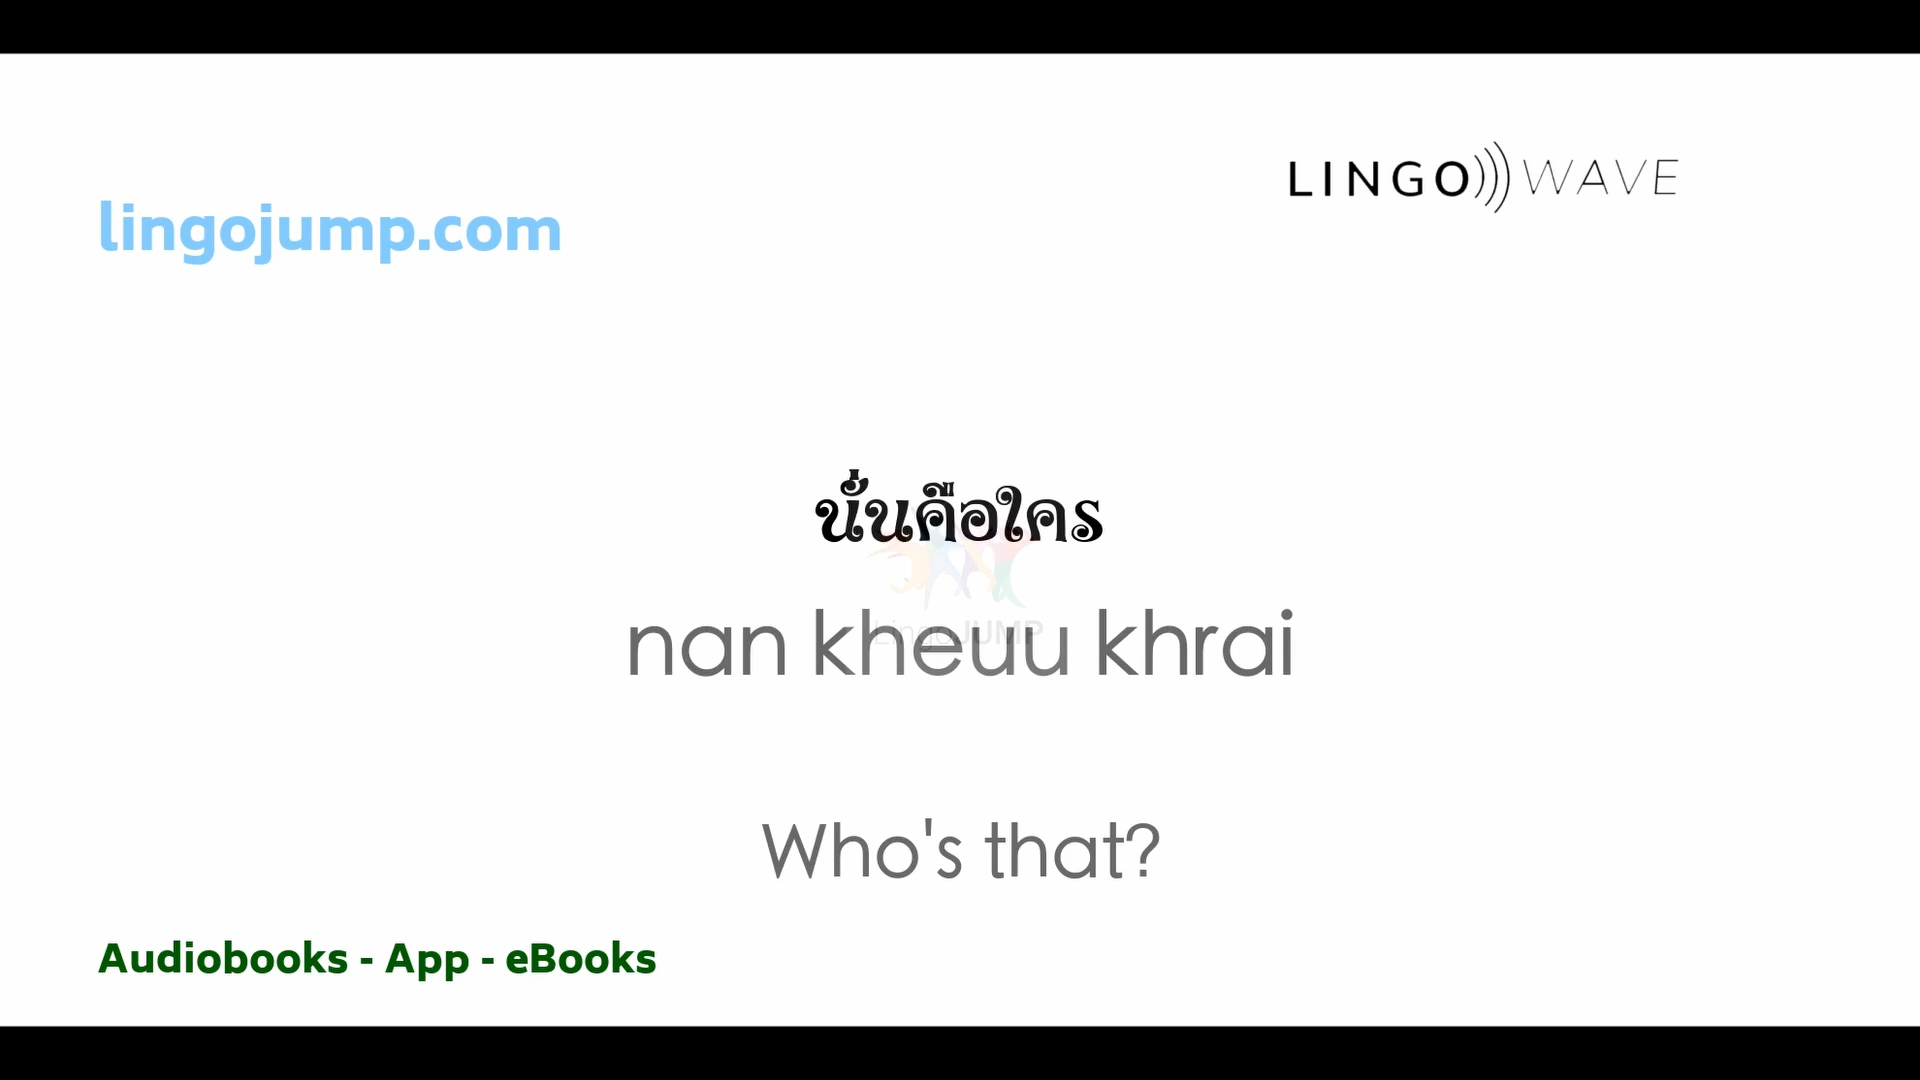 LINGO WAVE
lingojump.com
นั่นคือใคร
LingoJUMP
nan kheuu khrai
Who's that?
Audiobooks - App - eBooks